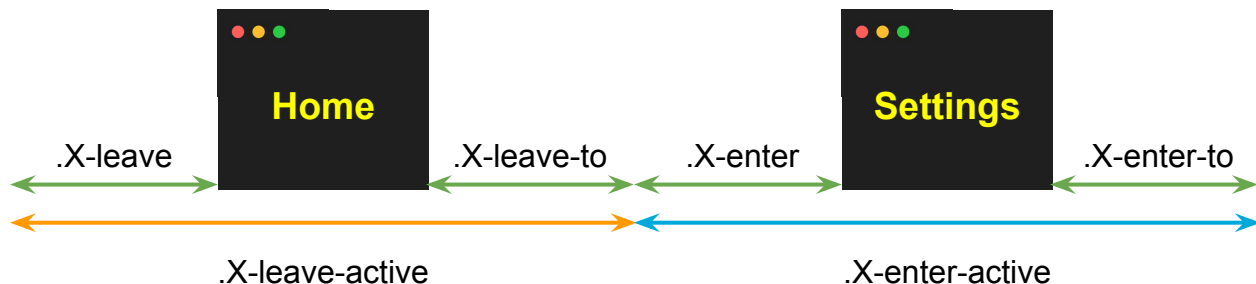 Home
Settings
.X-leave
.X-leave-to
.X-enter
.X-enter-to
.X-leave-active
.X-enter-active